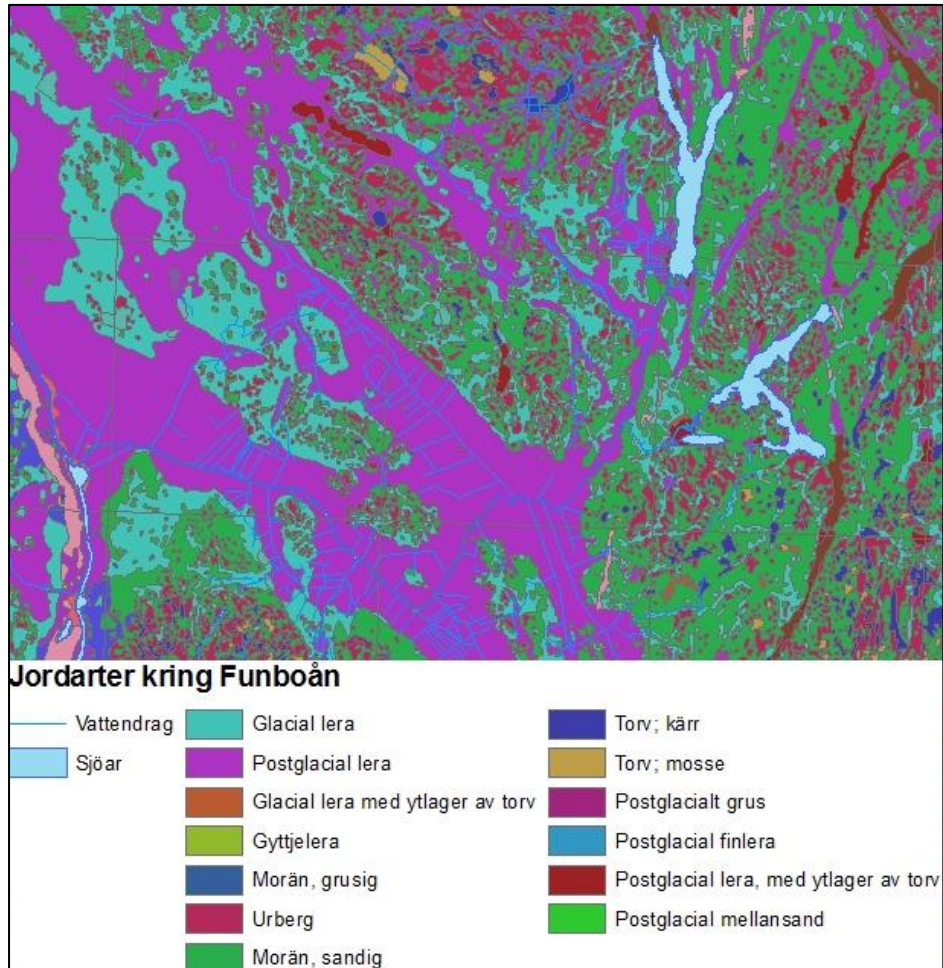 Jordarter kring Funboån
Vattendrag
Sjöar
Glacial lera
Postglacial lera
Glacial lera med ytlager av torv
Gyttjelera
Morän, grusig
Urberg
Morän, sandig
Torv; kärr
Torv; mosse
Postglacialt grus
Postglacial finlera
Postglacial lera, med ytlager av torv
Postglacial mellansand